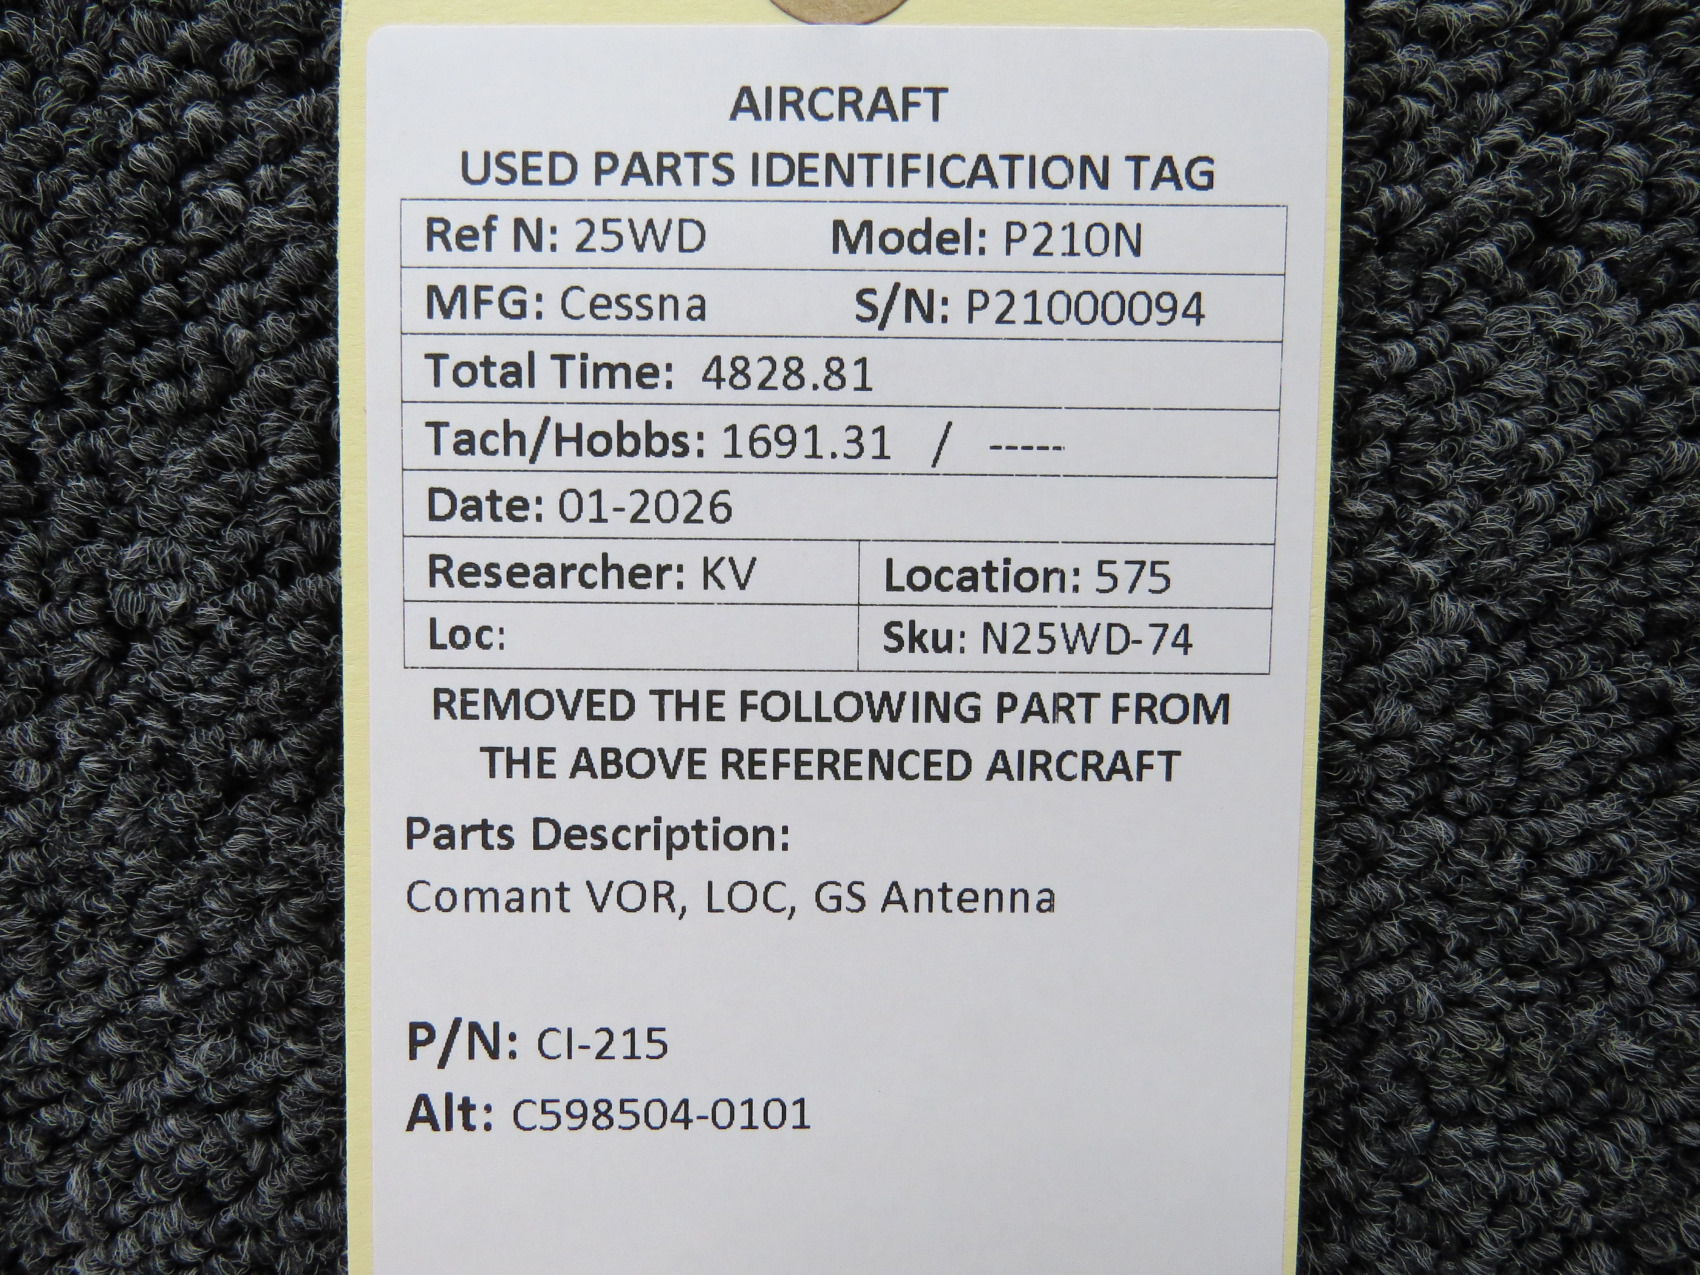 AIRCRAFT
USED PARTS IDENTIFICATION TAG
Ref N: 25WD Model: P210N
MFG: Cessna S/N: P21000094
Total Time: 4828.81
Tach/Hobbs: 1691.31 / -----
Date: 01-2026
Researcher: KV Location: 575
Loc: Sku: N25WD-74
REMOVED THE FOLLOWING PART FROM
THE ABOVE REFERENCED AIRCRAFT
Parts Description:
Comant VOR, LOC, GS Antenna
P/N: CI-215
Alt: C598504-0101